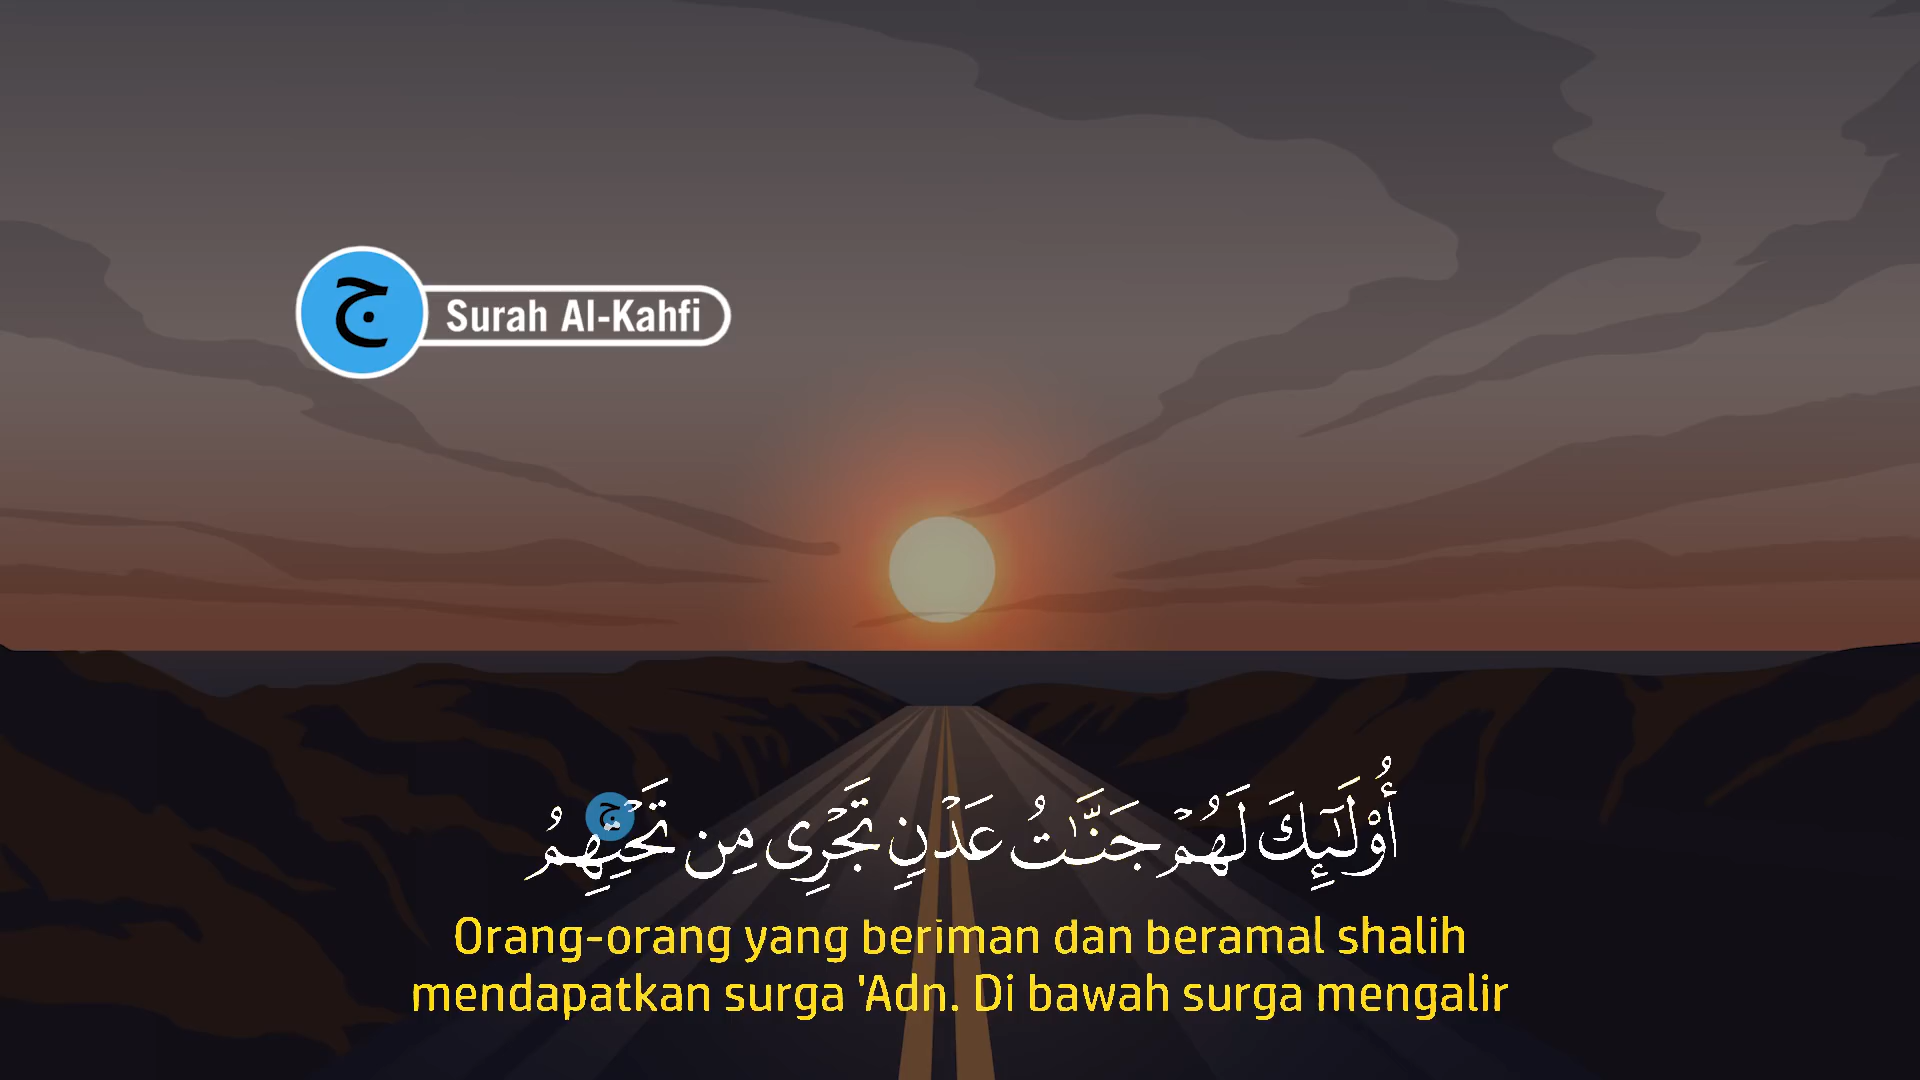 ج
Surah Al-Kahfi
أُو۟لَـٰٓئِكَ لَهُمۡ جَنَّـٰتُ عَدۡنٍ تَجۡرِى مِن تَحۡتِهِمُ
ج
Orang-orang yang beriman dan beramal shalih
mendapatkan surga 'Adn. Di bawah surga mengalir